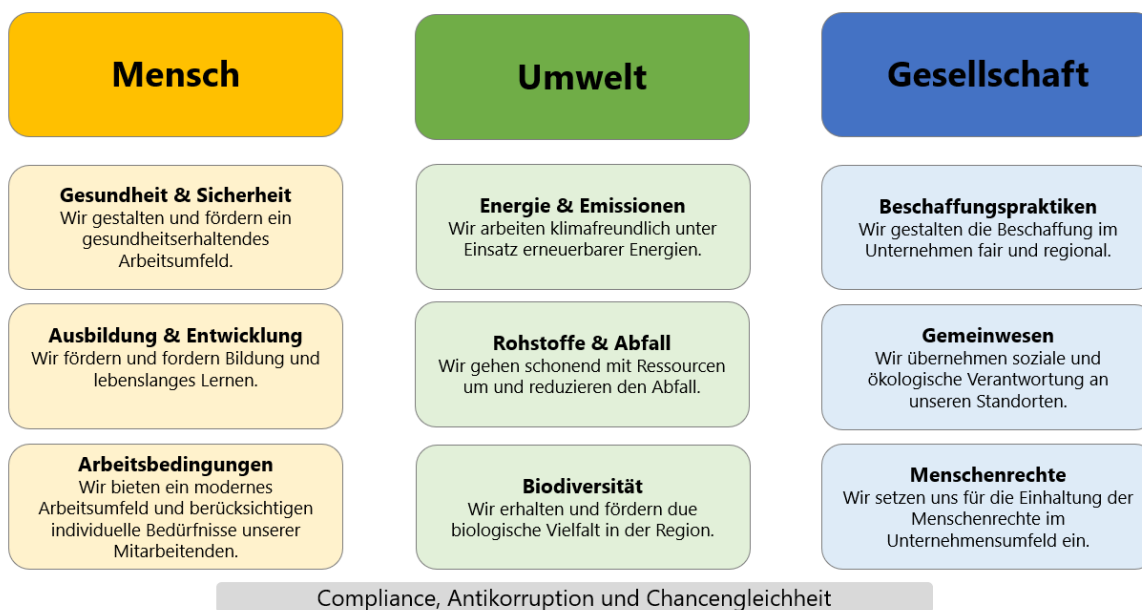 Mensch
Umwelt
Gesellschaft
Gesundheit & Sicherheit
Wir gestalten und fördern ein
gesundheitserhaltendes
Arbeitsumfeld.
Energie & Emissionen
Wir arbeiten klimafreundlich unter
Einsatz erneuerbarer Energien.
Beschaffungspraktiken
Wir gestalten die Beschaffung im
Unternehmen fair und regional.
Ausbildung & Entwicklung
Wir fördern und fordern Bildung und
lebenslanges Lernen.
Rohstoffe & Abfall
Wir gehen schonend mit Ressourcen
um und reduzieren den Abfall.
Gemeinwesen
Wir übernehmen soziale und
ökologische Verantwortung an
unseren Standorten.
Arbeitsbedingungen
Wir bieten ein modernes
Arbeitsumfeld und berücksichtigen
individuelle Bedürfnisse unserer
Mitarbeitenden.
Biodiversität
Wir erhalten und fördern due
biologische Vielfalt in der Region.
Menschenrechte
Wir setzen uns für die Einhaltung der
Menschenrechte im
Unternehmensumfeld ein.
Compliance, Antikorruption und Chancengleichheit